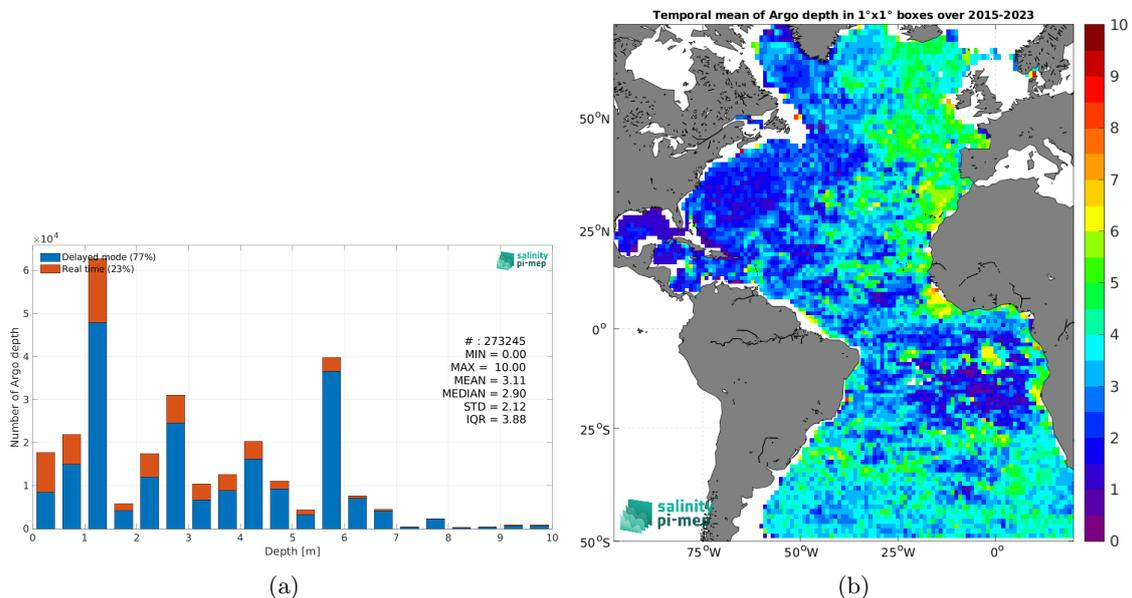 Temporal mean of Argo depth in 1°x1° boxes over 2015-2023
×10⁴
Delayed mode (77%)
Real time (23%)
salinity
pi-mep
# : 273245
MIN = 0.00
MAX = 10.00
MEAN = 3.11
MEDIAN = 2.90
STD = 2.12
IQR = 3.88
Number of Argo depth
6
5
4
3
2
1
0
0 1 2 3 4 5 6 7 8 9 10
Depth [m]
(a)
50°N
25°N
0°
25°S
50°S
75°W 50°W 25°W 0°
salinity
pi-mep
10
9
8
7
6
5
4
3
2
1
0
(b)